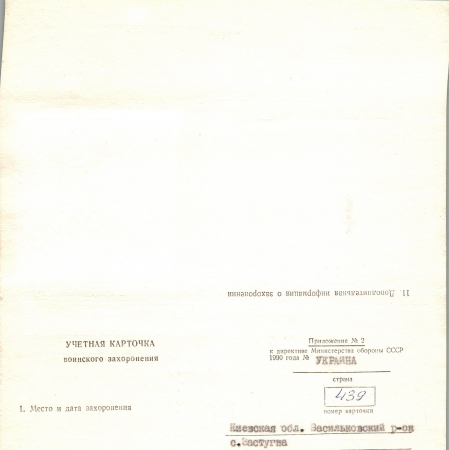 11. Дополнительная информация о захоронении
УЧЕТНАЯ КАРТОЧКА
воинского захоронения
Приложение № 2
к директиве Министерства обороны СССР
1990 года №
УКРАИНА
страна
439
номер карточки
1. Место и дата захоронения
Киевская обл. Васильковский р-он
с.Застугна